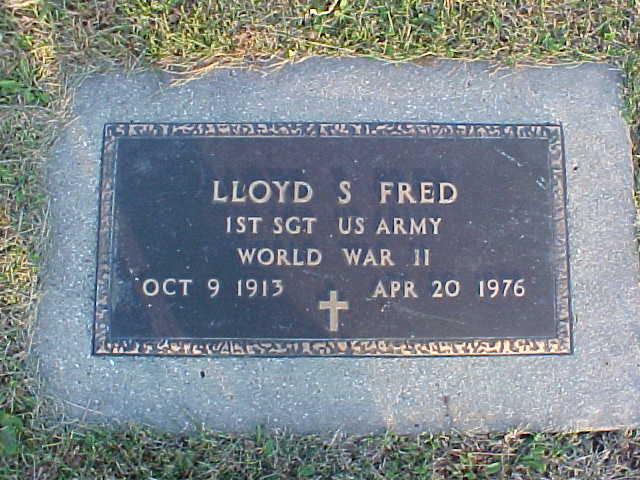 LLOYD S FRED
1ST SGT US ARMY
WORLD WAR II
OCT 9 1913 APR 20 1976